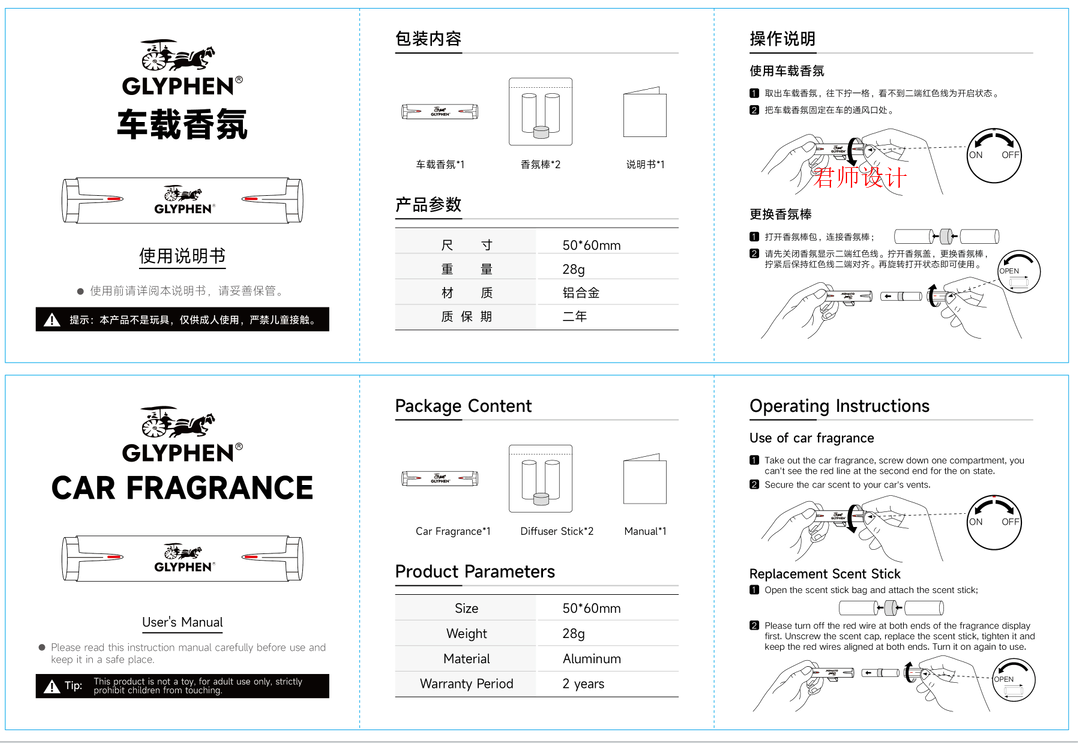 GLYPHEN®
车载香氛
GLYPHEN®
使用说明书
● 使用前请详阅本说明书，请妥善保管。
提示：本产品不是玩具，仅供成人使用，严禁儿童接触。
包装内容
GLYPHEN
车载香氛*1
香氛棒*2
说明书*1
产品参数
尺 寸 50*60mm
重 量 28g
材 质 铝合金
质 保 期 二年
操作说明
使用车载香氛
1 取出车载香氛，往下拧一格，看不到二端红色线为开启状态。
2 把车载香氛固定在车的通风口处。
ON OFF
君师设计
更换香氛棒
1 打开香氛棒包，连接香氛棒；
2 请先关闭香氛显示二端红色线。拧开香氛盖，更换香氛棒，
拧紧后保持红色线二端对齐。再旋转打开状态即可使用。
OPEN
GLYPHEN®
CAR FRAGRANCE
GLYPHEN®
User's Manual
● Please read this instruction manual carefully before use and
keep it in a safe place.
Tip: This product is not a toy, for adult use only, strictly
prohibit children from touching.
Package Content
GLYPHEN
Car Fragrance*1
Diffuser Stick*2
Manual*1
Product Parameters
Size 50*60mm
Weight 28g
Material Aluminum
Warranty Period 2 years
Operating Instructions
Use of car fragrance
1 Take out the car fragrance, screw down one compartment, you
can't see the red line at the second end for the on state.
2 Secure the car scent to your car's vents.
ON OFF
Replacement Scent Stick
1 Open the scent stick bag and attach the scent stick;
2 Please turn off the red wire at both ends of the fragrance display
first. Unscrew the scent cap, replace the scent stick, tighten it and
keep the red wires aligned at both ends. Turn it on again to use.
OPEN